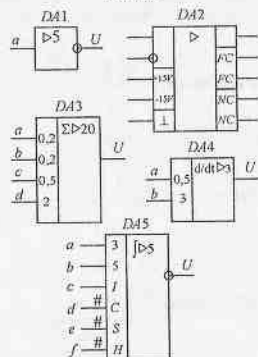 DA1
a ▷5 U
DA2
▷
FC
+15V FC
-15V NC
⊥ NC
DA3
Σ▷20
a 0,2
b 0,2 U
c 0,5
d 2
DA4
d/dt▷3
a 0,5 U
b 3
DA5
∫▷5
a 3
b 5 U
c I
d # C
e # S
f # H